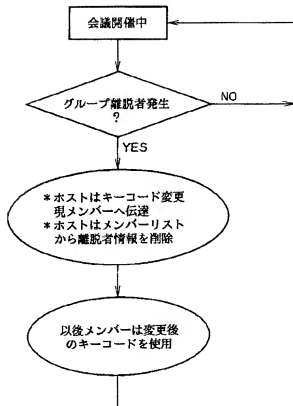 会議開催中
グループ離脱者発生
?
NO
YES
*ホストはキーコード変更
現メンバーへ伝達
*ホストはメンバーリスト
から離脱者情報を削除
以後メンバーは変更後
のキーコードを使用